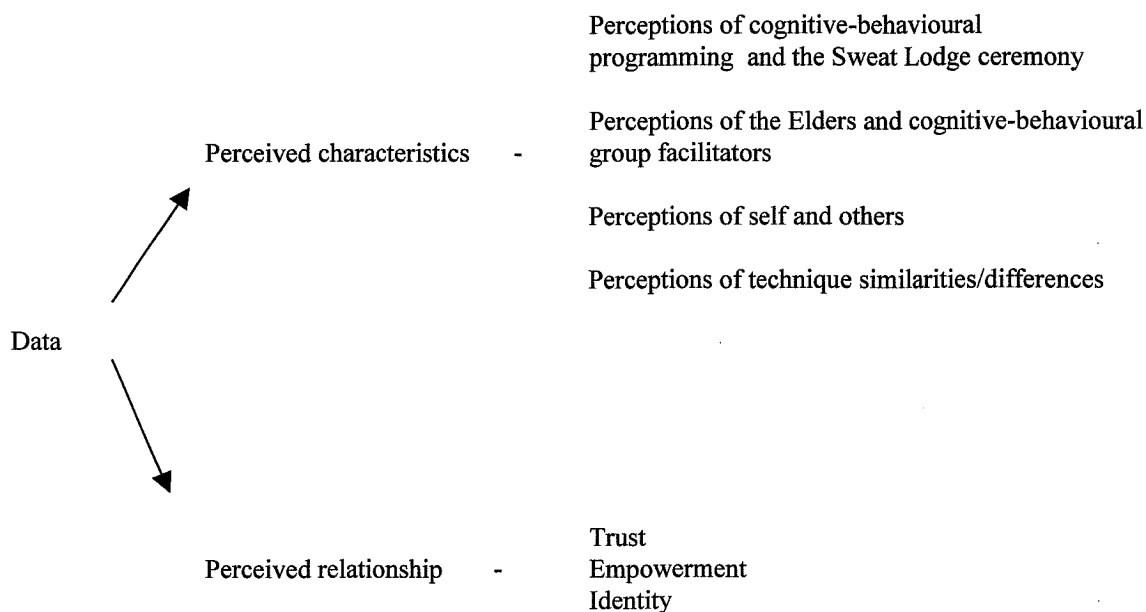 Perceptions of cognitive-behavioural
programming and the Sweat Lodge ceremony
Perceptions of the Elders and cognitive-behavioural
Perceived characteristics - group facilitators
Perceptions of self and others
Perceptions of technique similarities/differences
Data
Trust
Perceived relationship - Empowerment
Identity